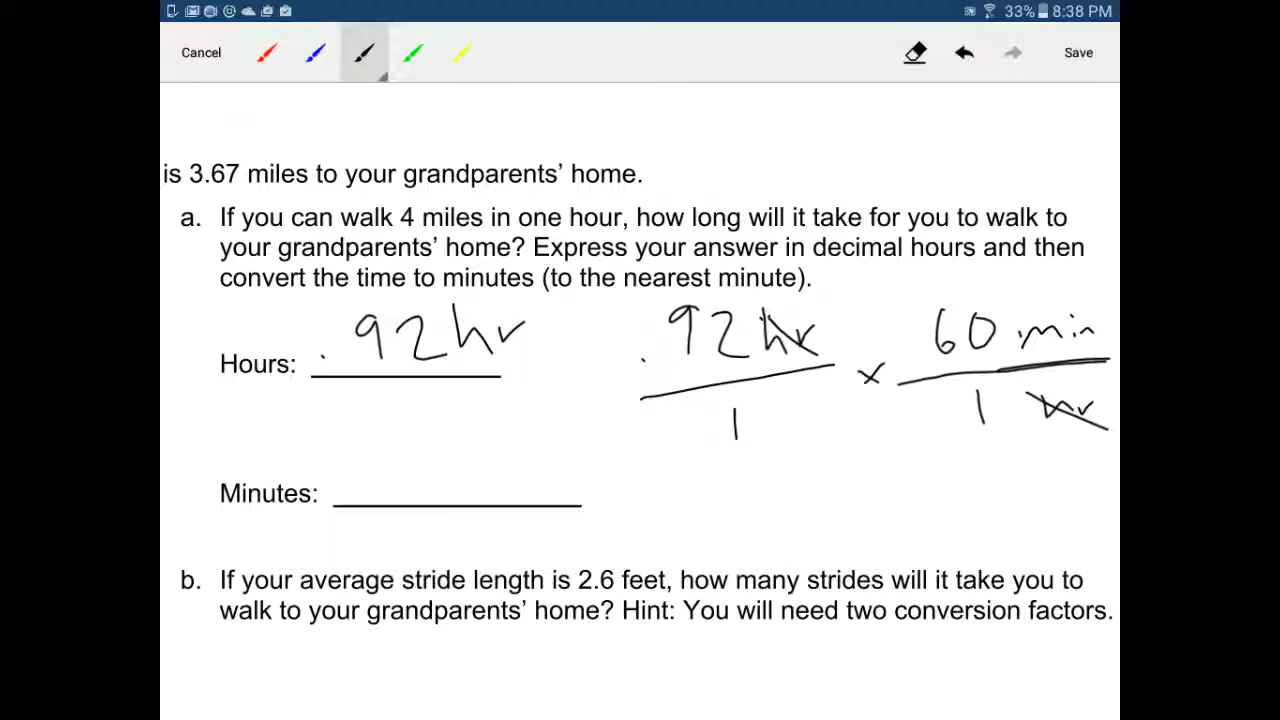 33% 8:38 PM
Cancel Save
is 3.67 miles to your grandparents’ home.
a. If you can walk 4 miles in one hour, how long will it take for you to walk to
your grandparents’ home? Express your answer in decimal hours and then
convert the time to minutes (to the nearest minute).
Hours: .92 hr .92 hr x 60 min
1 1 hr
Minutes:
b. If your average stride length is 2.6 feet, how many strides will it take you to
walk to your grandparents’ home? Hint: You will need two conversion factors.